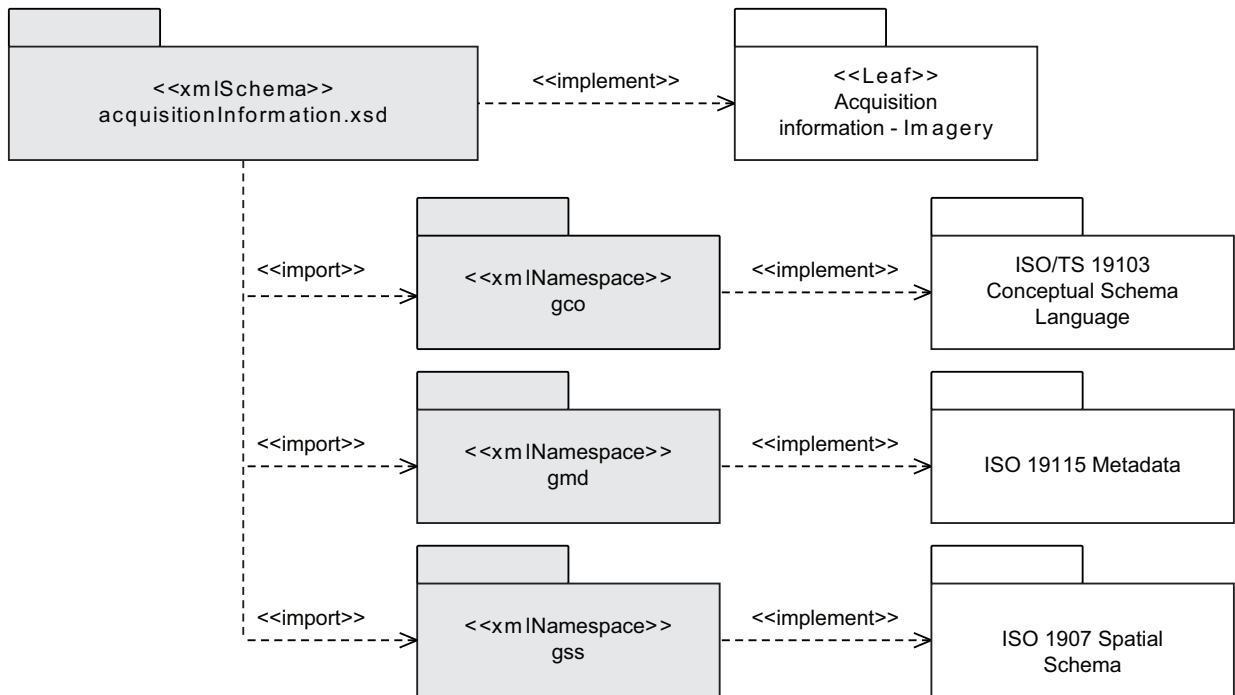 <<xmlSchema>>
acquisitionInformation.xsd
<<implement>>
<<Leaf>>
Acquisition
information - Imagery
<<import>>
<<xmlNamespace>>
gco
<<implement>>
ISO/TS 19103
Conceptual Schema
Language
<<import>>
<<xmlNamespace>>
gmd
<<implement>>
ISO 19115 Metadata
<<import>>
<<xmlNamespace>>
gss
<<implement>>
ISO 1907 Spatial
Schema